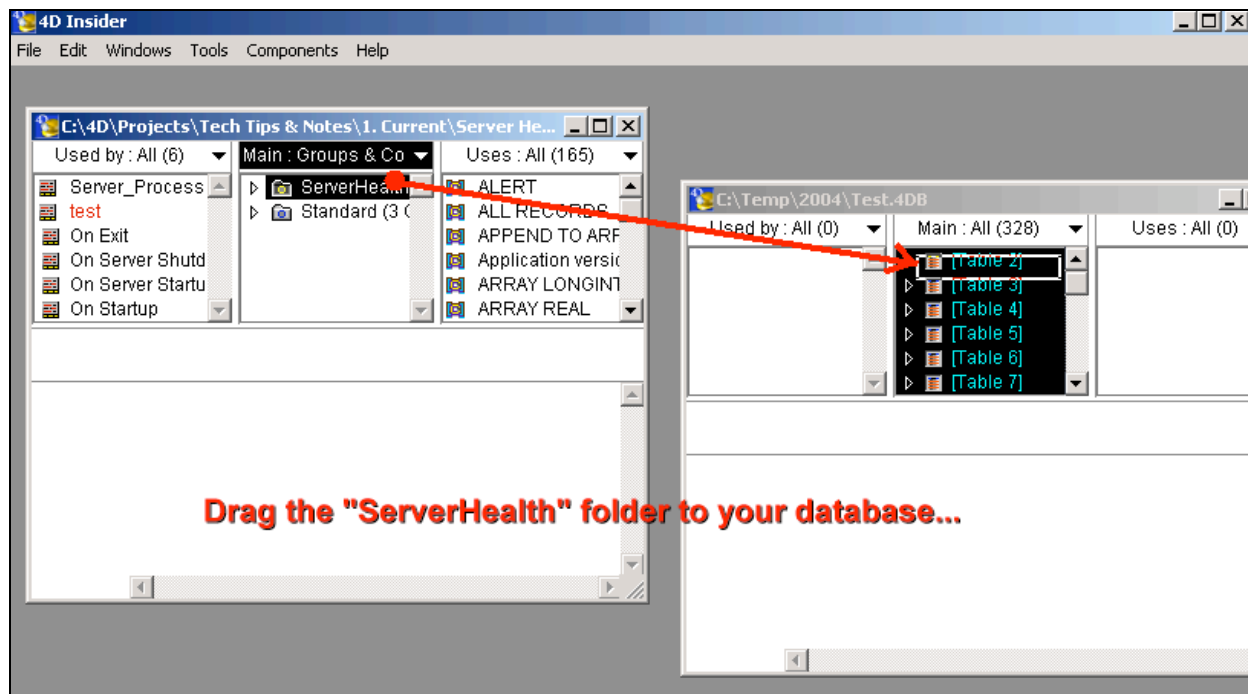 4D Insider
File Edit Windows Tools Components Help
C:\4D\Projects\Tech Tips & Notes\1. Current\Server He...
Used by : All (6) Main : Groups & Co Uses : All (165)
Server_Process
test
On Exit
On Server Shutd
On Server Startu
On Startup
ServerHealth
Standard (3
ALERT
ALL RECORDS
APPEND TO ARR
Application versic
ARRAY LONGINT
ARRAY REAL
C:\Temp\2004\Test.4DB
Used by : All (0) Main : All (328) Uses : All (0)
[Table 2]
[Table 3]
[Table 4]
[Table 5]
[Table 6]
[Table 7]
Drag the "ServerHealth" folder to your database...